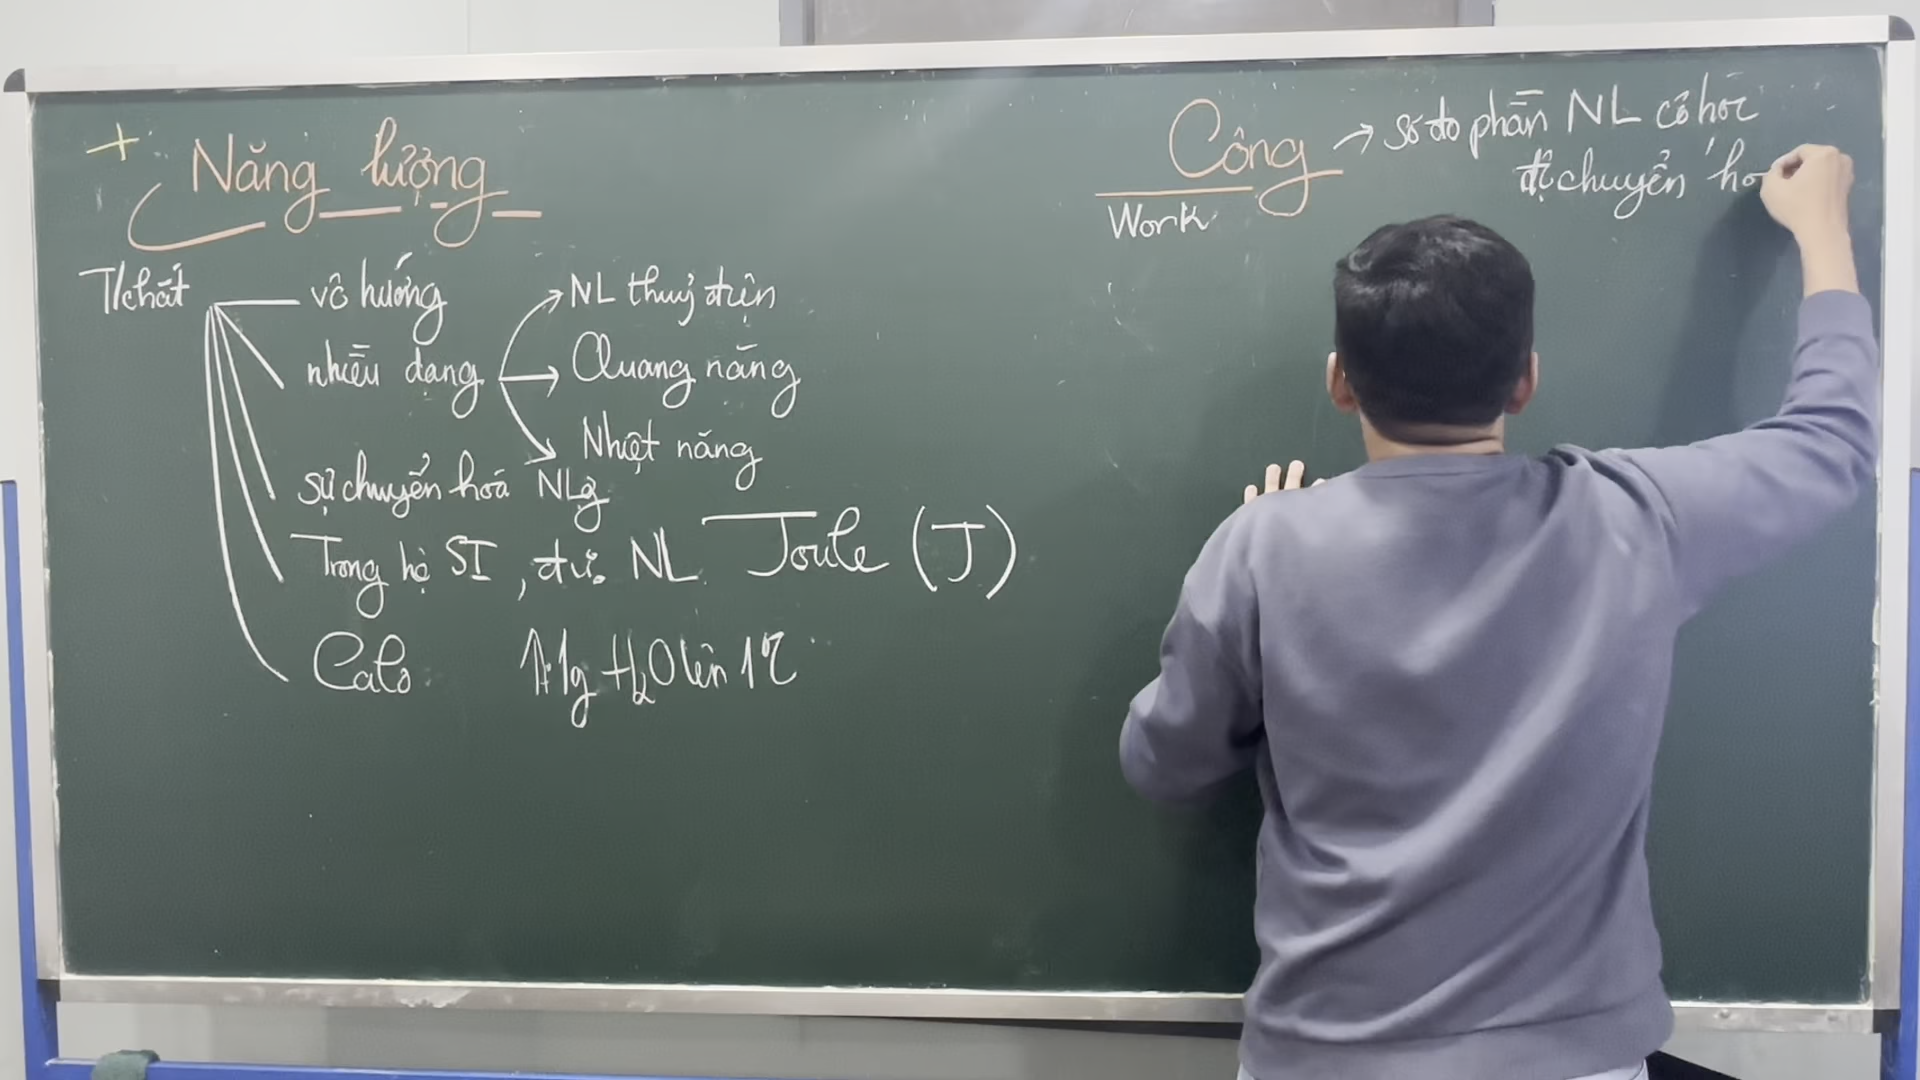 + Năng lượng
T/chất
vô hướng
nhiều dạng
NL thuỷ điện
Quang năng
Nhiệt năng
sự chuyển hoá NLg
Trong hệ SI, đv. NL Joule (J)
Calo 1g H₂O lên 1℃
Công → số đo phần NL cơ học
Work
đc chuyển ho